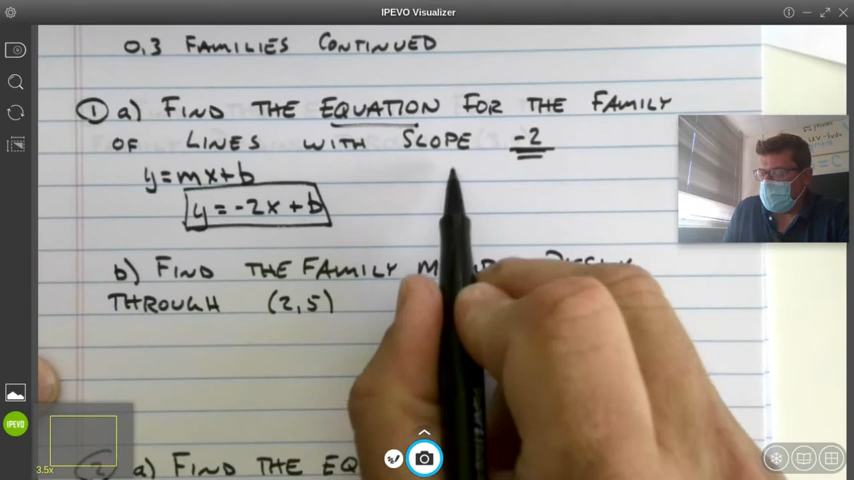 IPEVO Visualizer
0.3 FAMILIES CONTINUED
① a) FIND THE EQUATION FOR THE FAMILY
OF LINES WITH SLOPE -2
y=mx+b
y = -2x + b
b) FIND THE FAMILY
THROUGH (2,5)
② a) FIND THE EQ
IPEVO
3.5x